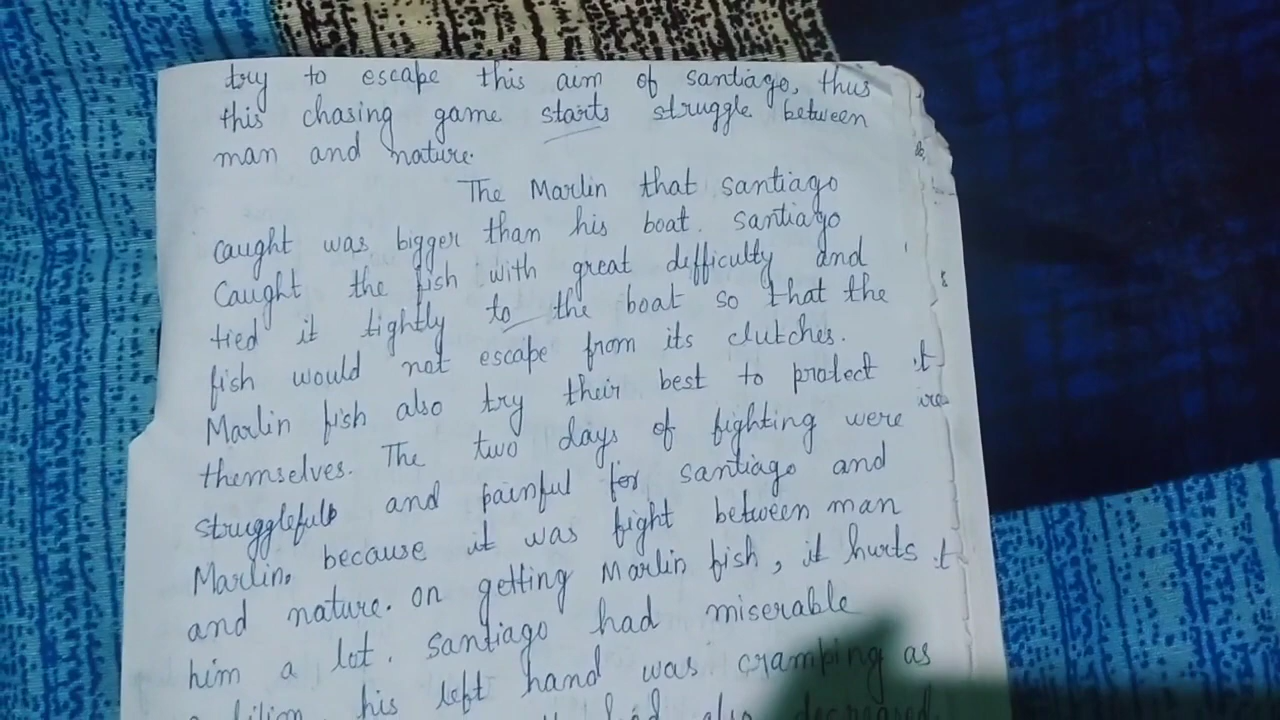 try to escape this aim of santiago, thus
this chasing game starts struggle between
man and nature.
The Marlin that santiago
caught was bigger than his boat. santiago
caught the fish with great defficulty and
tied it tightly to the boat so that the
fish would not escape from its clutches.
Marlin fish also try their best to protect it
themselves. The two days of fighting were
strugglefull and painful for santiago and
Marlin. because it was fight between man
and nature. on getting Marlin fish, it hurts
him a lot. santiago had miserable
his left hand was cramping as
had also decreased